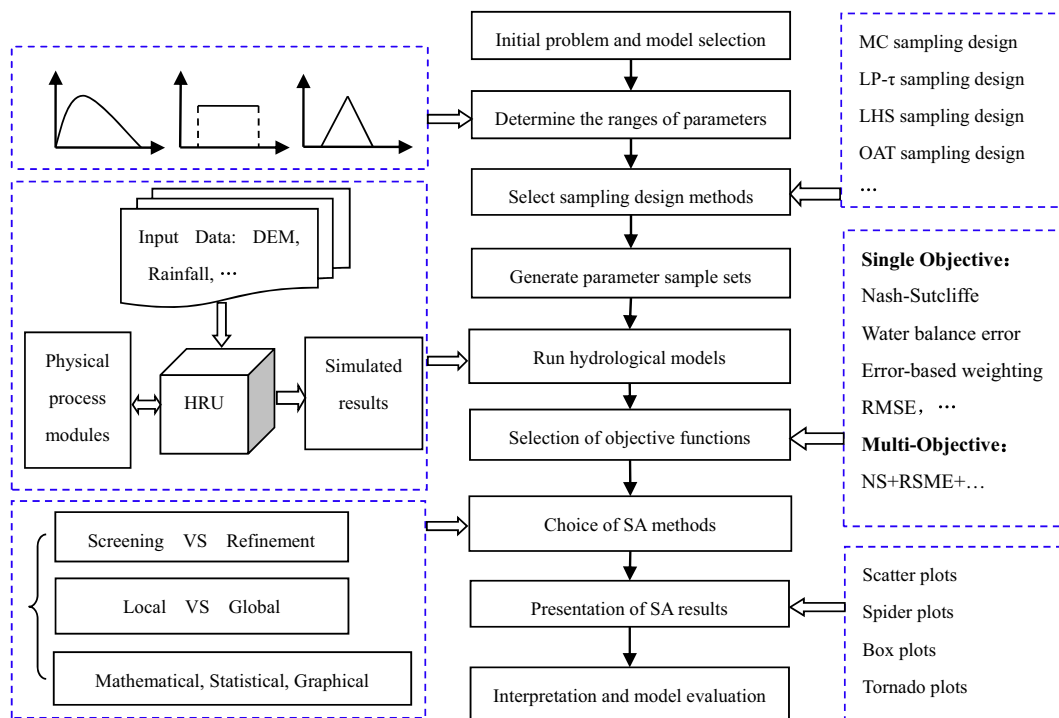 Initial problem and model selection
Determine the ranges of parameters
Select sampling design methods
Generate parameter sample sets
Run hydrological models
Selection of objective functions
Choice of SA methods
Presentation of SA results
Interpretation and model evaluation
Input Data: DEM,
Rainfall, ⋯
Physical
process
modules
HRU
Simulated
results
Screening VS Refinement
Local VS Global
Mathematical, Statistical, Graphical
MC sampling design
LP-τ sampling design
LHS sampling design
OAT sampling design
…
Single Objective：
Nash-Sutcliffe
Water balance error
Error-based weighting
RMSE，⋯
Multi-Objective：
NS+RSME+…
Scatter plots
Spider plots
Box plots
Tornado plots